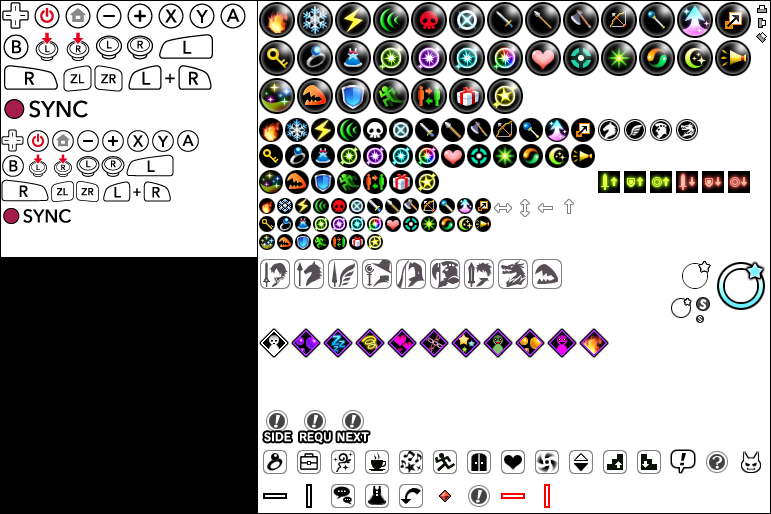 X Y A
B L R L R L
R ZL ZR L + R
SYNC
X Y A
B L R L R L
R ZL ZR L + R
SYNC
S
S
! ! !
SIDE REQU NEXT
! ?
!